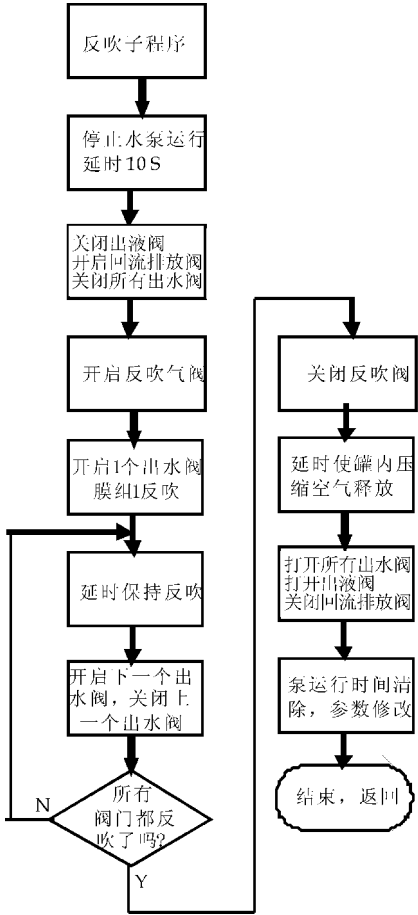 反吹子程序
停止水泵运行
延时10S
关闭出液阀
开启回流排放阀
关闭所有出水阀
开启反吹气阀
开启1个出水阀
膜组1反吹
延时保持反吹
开启下一个出
水阀，关闭上
一个出水阀
所有
阀门都反
吹了吗?
N
Y
关闭反吹阀
延时使罐内压
缩空气释放
打开所有出水阀
打开出液阀
关闭回流排放阀
泵运行时间清
除，参数修改
结束，返回